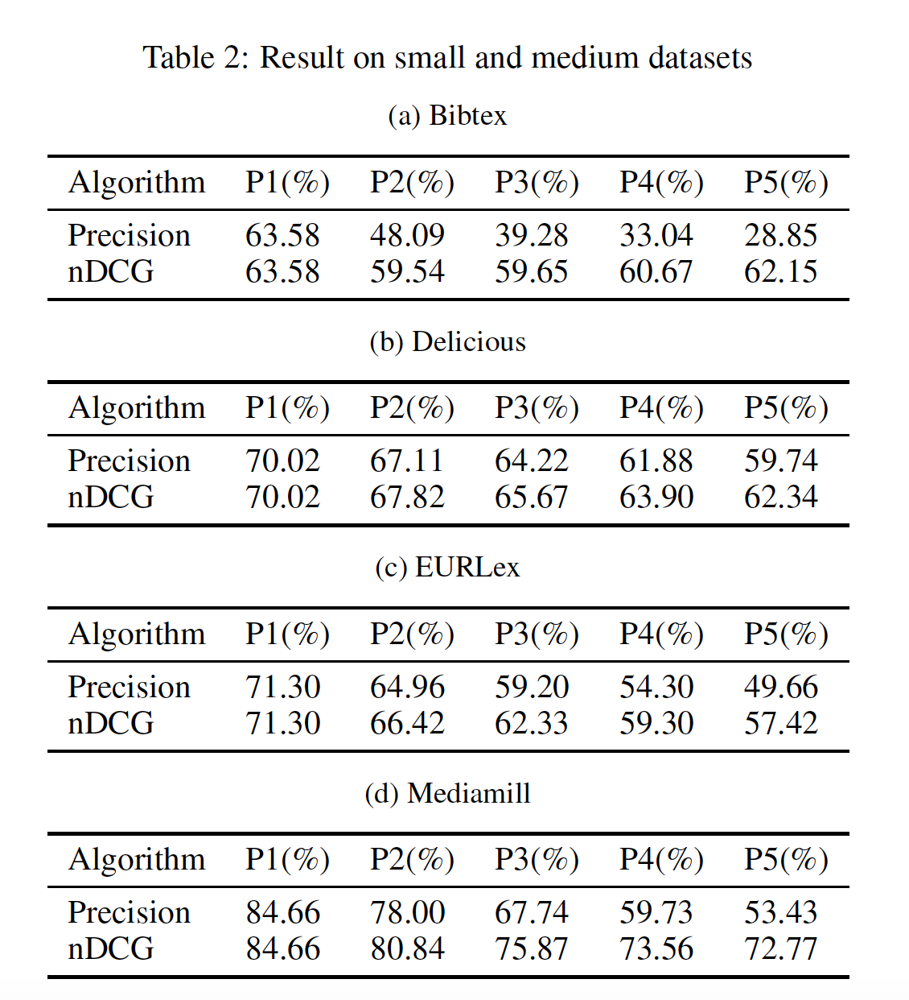 Table 2: Result on small and medium datasets
(a) Bibtex
Algorithm P1(%) P2(%) P3(%) P4(%) P5(%)
Precision 63.58 48.09 39.28 33.04 28.85
nDCG 63.58 59.54 59.65 60.67 62.15
(b) Delicious
Algorithm P1(%) P2(%) P3(%) P4(%) P5(%)
Precision 70.02 67.11 64.22 61.88 59.74
nDCG 70.02 67.82 65.67 63.90 62.34
(c) EURLex
Algorithm P1(%) P2(%) P3(%) P4(%) P5(%)
Precision 71.30 64.96 59.20 54.30 49.66
nDCG 71.30 66.42 62.33 59.30 57.42
(d) Mediamill
Algorithm P1(%) P2(%) P3(%) P4(%) P5(%)
Precision 84.66 78.00 67.74 59.73 53.43
nDCG 84.66 80.84 75.87 73.56 72.77